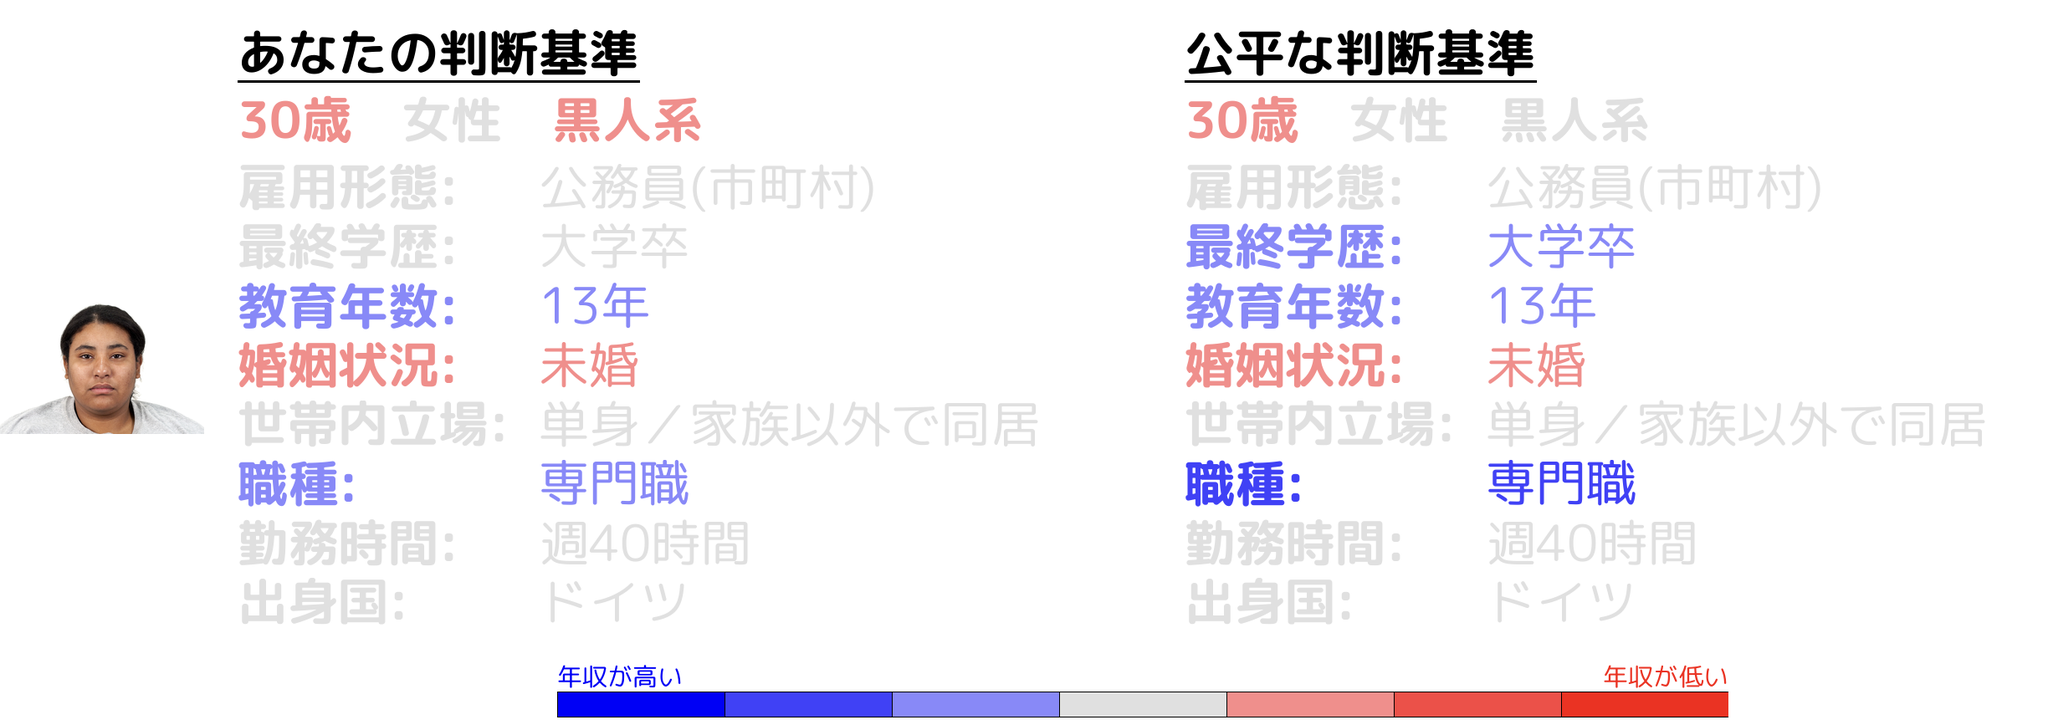 あなたの判断基準
30歳 女性 黒人系
雇用形態: 公務員(市町村)
最終学歴: 大学卒
教育年数: 13年
婚姻状況: 未婚
世帯内立場: 単身／家族以外で同居
職種: 専門職
勤務時間: 週40時間
出身国: ドイツ
公平な判断基準
30歳 女性 黒人系
雇用形態: 公務員(市町村)
最終学歴: 大学卒
教育年数: 13年
婚姻状況: 未婚
世帯内立場: 単身／家族以外で同居
職種: 専門職
勤務時間: 週40時間
出身国: ドイツ
年収が高い 年収が低い